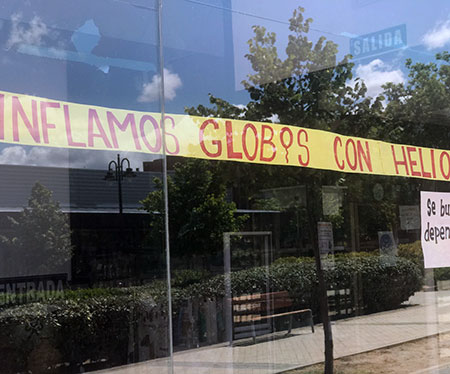 SALIDA
INFLAMOS GLOBOS CON HELIO
Se bu
depen
ENTRADA